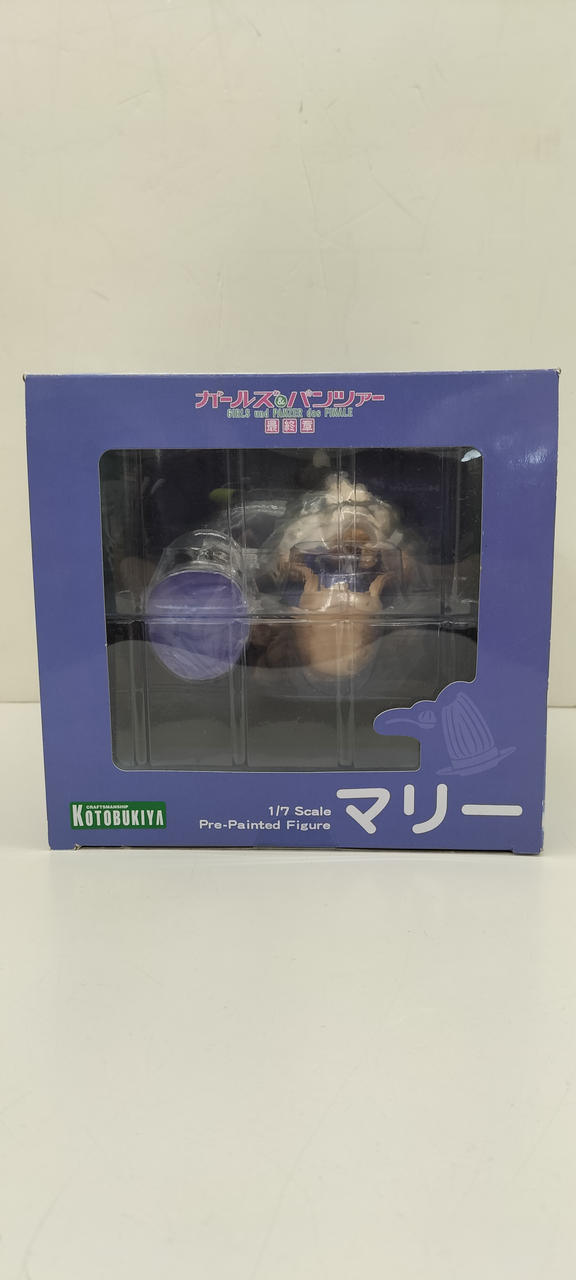 ガールズ&パンツァー
GIRLS und PANZER das FINALE
最終章
CRAFTSMANSHIP
KOTOBUKIYA
1/7 Scale
Pre-Painted Figure
マリー